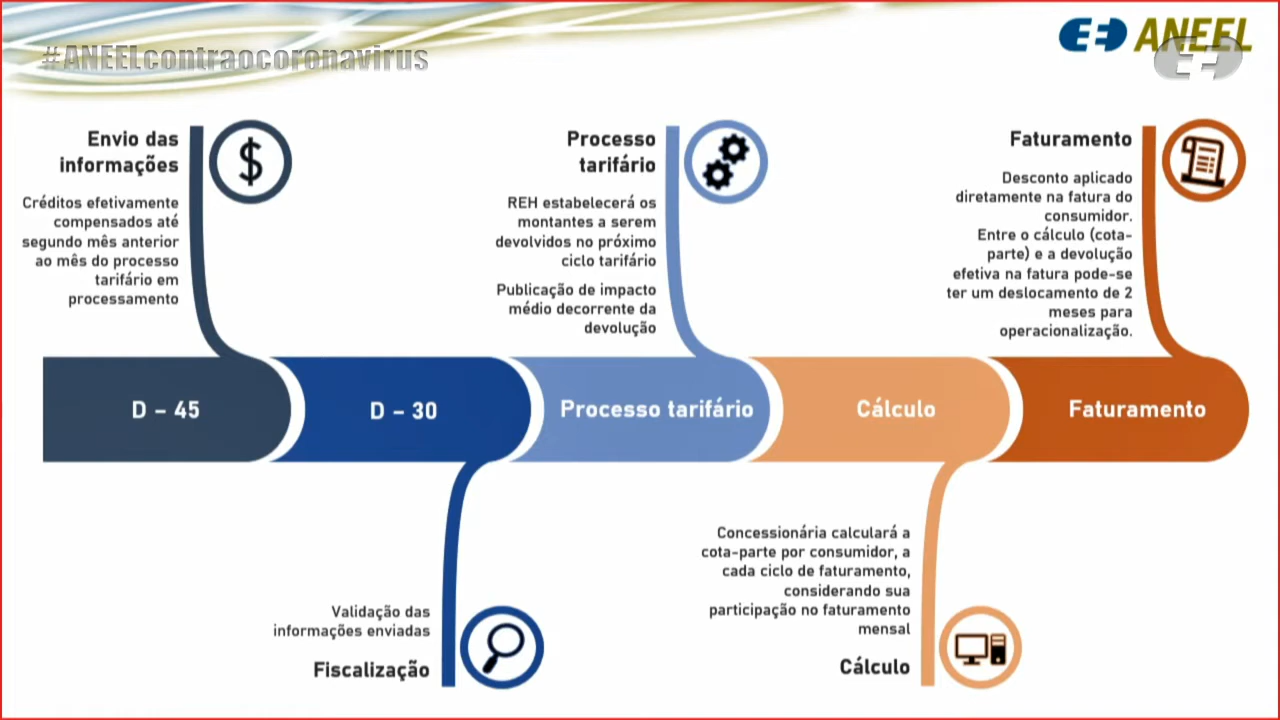 #ANEELcontraocoronavirus
ANEEL
Envio das
informações
Créditos efetivamente
compensados até
segundo mês anterior
ao mês do processo
tarifário em
processamento
Processo
tarifário
REH estabelecerá os
montantes a serem
devolvidos no próximo
ciclo tarifário
Publicação de impacto
médio decorrente da
devolução
Faturamento
Desconto aplicado
diretamente na fatura do
consumidor.
Entre o cálculo (cota-
parte) e a devolução
efetiva na fatura pode-se
ter um deslocamento de 2
meses para
operacionalização.
D – 45
D – 30
Processo tarifário
Cálculo
Faturamento
Validação das
informações enviadas
Fiscalização
Concessionária calculará a
cota-parte por consumidor, a
cada ciclo de faturamento,
considerando sua
participação no faturamento
mensal
Cálculo